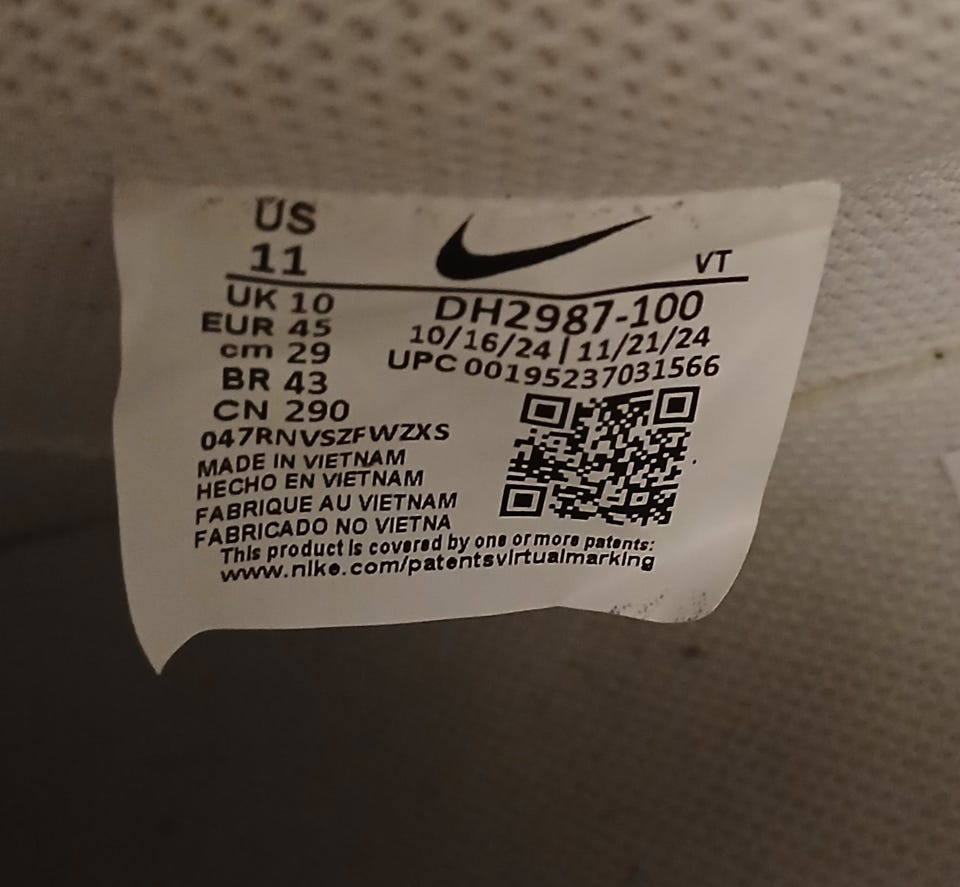 US
11
VT
UK 10
EUR 45
cm 29
BR 43
CN 290
DH2987-100
10/16/24 | 11/21/24
UPC 00195237031566
047RNVSZFWZXS
MADE IN VIETNAM
HECHO EN VIETNAM
FABRIQUE AU VIETNAM
FABRICADO NO VIETNA
This product is covered by one or more patents:
www.nike.com/patentsvirtualmarking